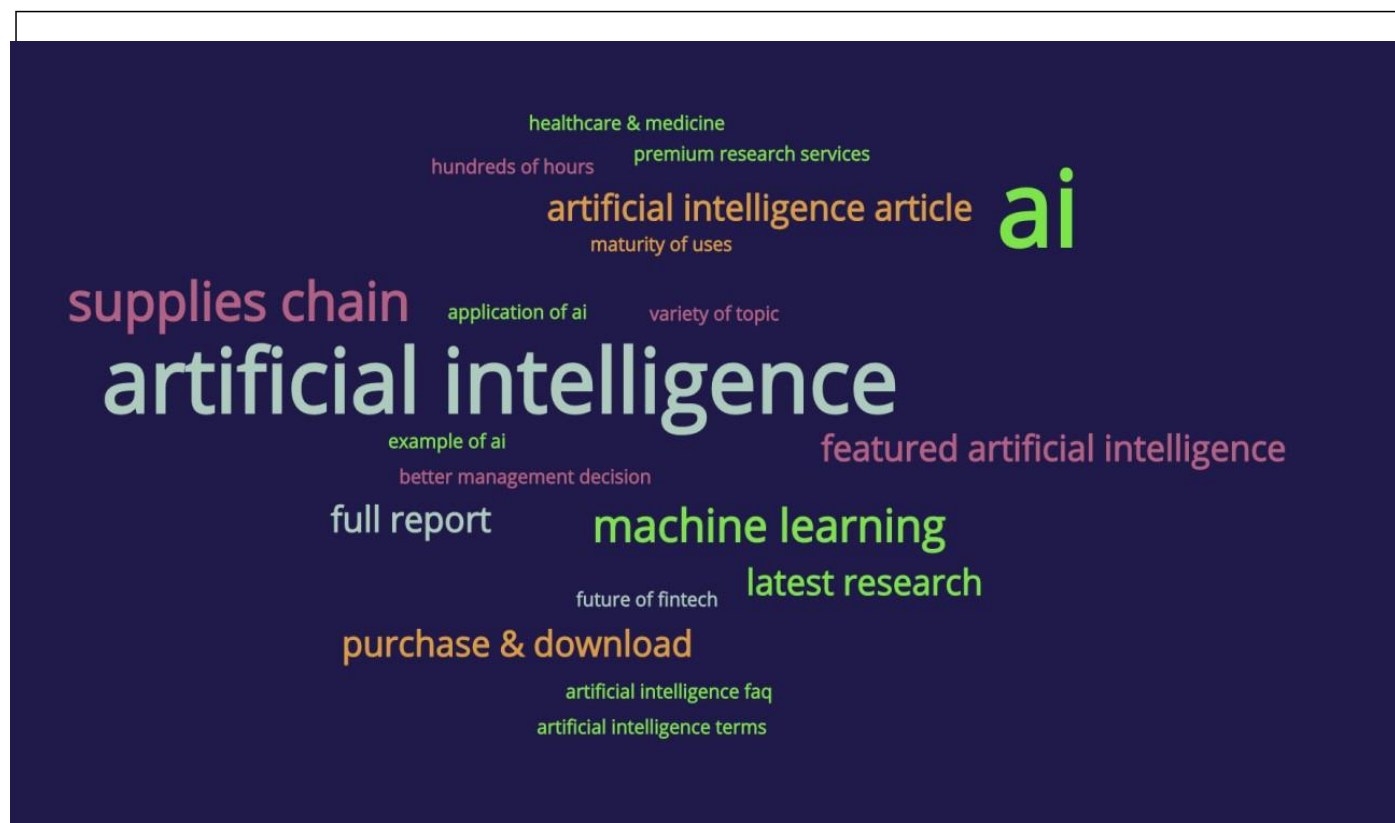 healthcare & medicine
premium research services
hundreds of hours
artificial intelligence article
ai
maturity of uses
supplies chain
application of ai
variety of topic
artificial intelligence
example of ai
featured artificial intelligence
better management decision
full report
machine learning
latest research
future of fintech
purchase & download
artificial intelligence faq
artificial intelligence terms